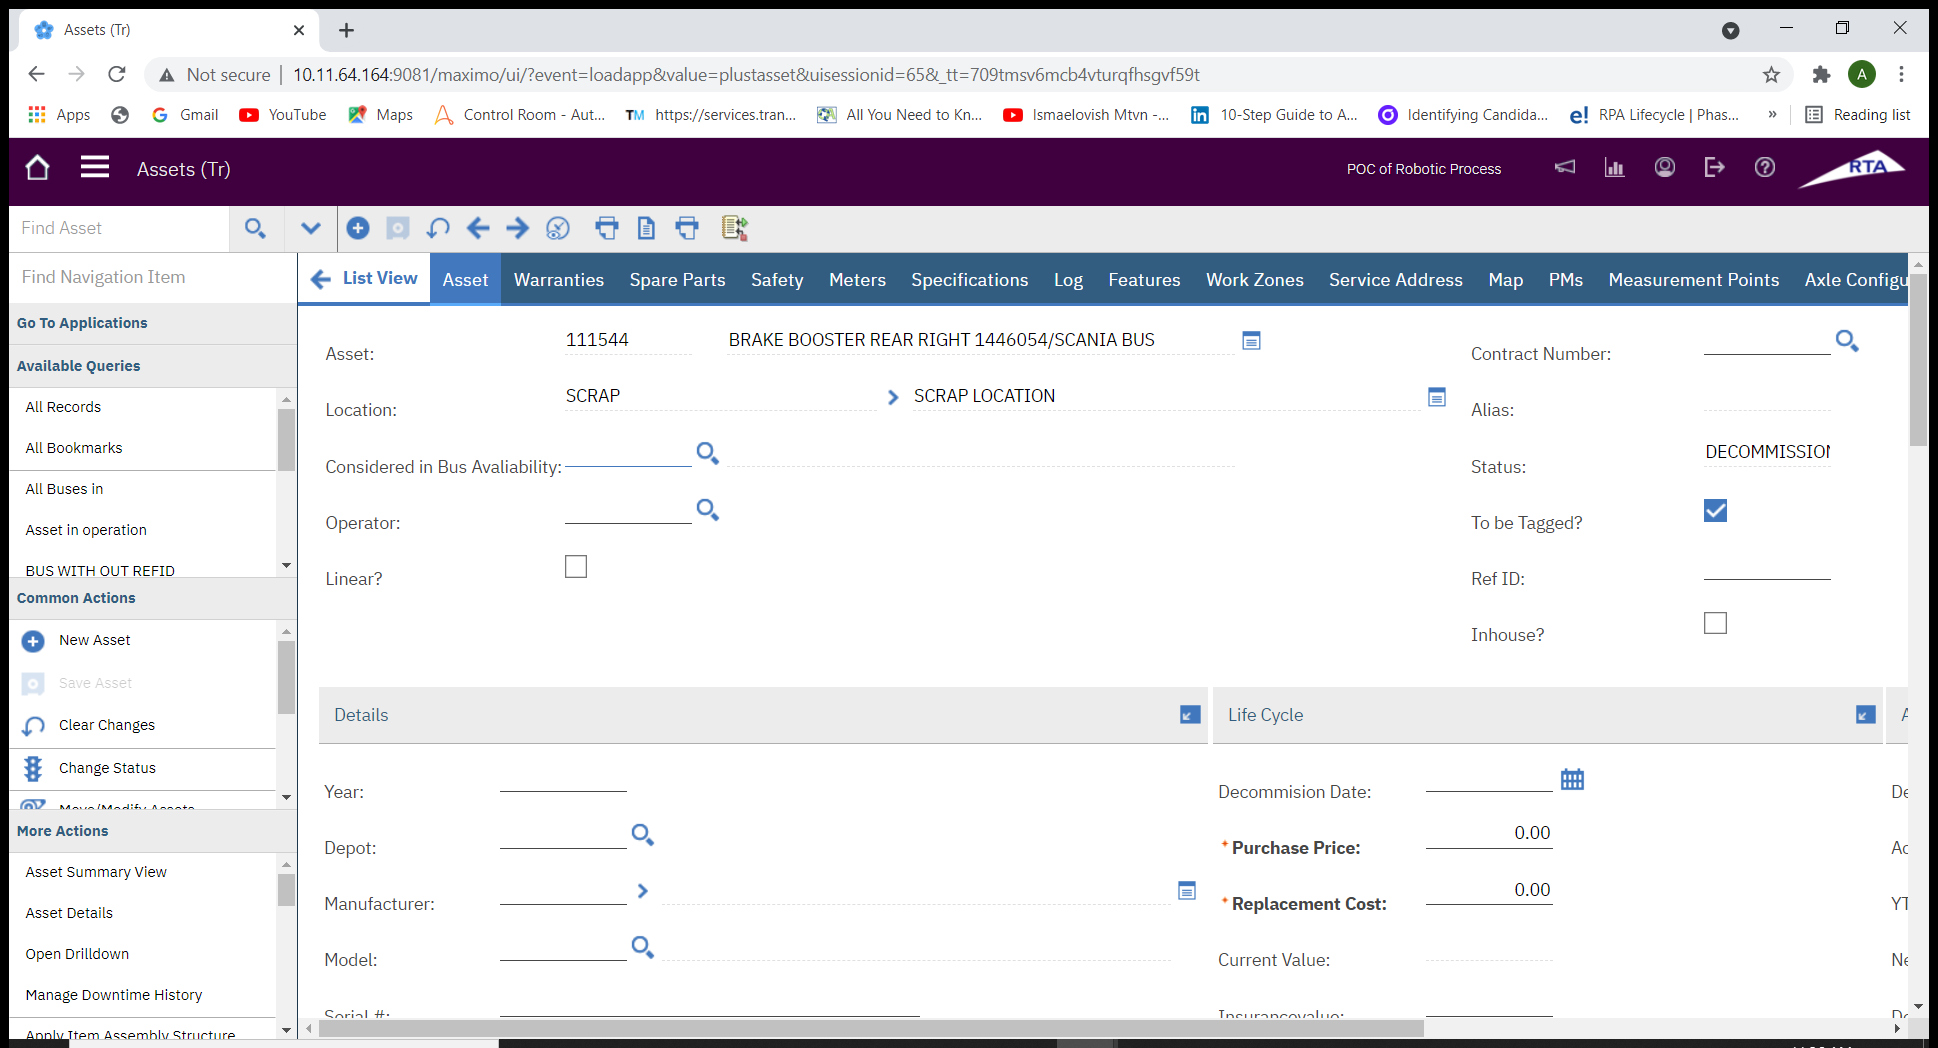 Assets (Tr)
Not secure | 10.11.64.164:9081/maximo/ui/?event=loadapp&value=plustasset&uisessionid=65&_tt=709tmsv6mcb4vturqfhsgvf59t
A
Apps Gmail YouTube Maps Control Room - Aut... TM https://services.tran... All You Need to Kn... Ismaelovish Mtvn -... 10-Step Guide to A... Identifying Candida... e! RPA Lifecycle | Phas... » Reading list
Assets (Tr) POC of Robotic Process RTA
Find Asset
Find Navigation Item
List View Asset Warranties Spare Parts Safety Meters Specifications Log Features Work Zones Service Address Map PMs Measurement Points Axle Configu
Go To Applications
Available Queries
All Records
All Bookmarks
All Buses in
Asset in operation
BUS WITH OUT REFID
Common Actions
New Asset
Save Asset
Clear Changes
Change Status
Move/Modify Assets
More Actions
Asset Summary View
Asset Details
Open Drilldown
Manage Downtime History
Apply Item Assembly Structure
Asset: 111544 BRAKE BOOSTER REAR RIGHT 1446054/SCANIA BUS
Location: SCRAP SCRAP LOCATION
Considered in Bus Avaliability:
Operator:
Linear?
Contract Number:
Alias:
Status: DECOMMISSION
To be Tagged?
Ref ID:
Inhouse?
Details
Year:
Depot:
Manufacturer:
Model:
Serial #:
Life Cycle
Decommision Date:
* Purchase Price: 0.00
* Replacement Cost: 0.00
Current Value:
Insurancevalue:
A
De
Ac
YT
Ne